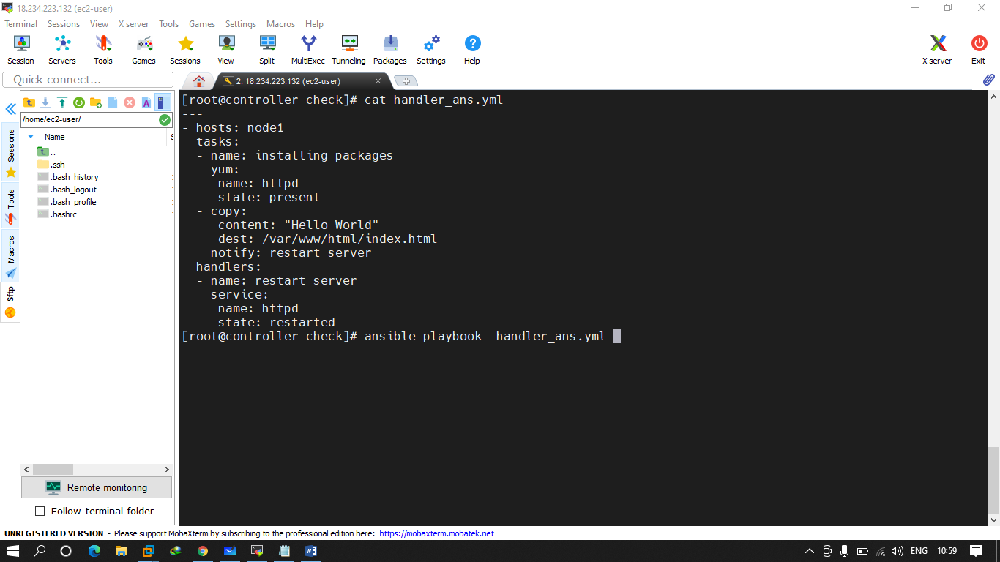 18.234.223.132 (ec2-user)
Terminal Sessions View X server Tools Games Settings Macros Help
Session Servers Tools Games Sessions View Split MultiExec Tunneling Packages Settings Help X server Exit
Quick connect...
2. 18.234.223.132 (ec2-user)
/home/ec2-user/
Name
..
.ssh
.bash_history
.bash_logout
.bash_profile
.bashrc
Sessions
Tools
Macros
Sftp
[root@controller check]# cat handler_ans.yml
---
- hosts: node1
  tasks:
  - name: installing packages
    yum:
     name: httpd
     state: present
  - copy:
     content: "Hello World"
     dest: /var/www/html/index.html
    notify: restart server
  handlers:
  - name: restart server
    service:
     name: httpd
     state: restarted
[root@controller check]# ansible-playbook  handler_ans.yml
Remote monitoring
Follow terminal folder
UNREGISTERED VERSION - Please support MobaXterm by subscribing to the professional edition here: https://mobaxterm.mobatek.net
ENG 10:59